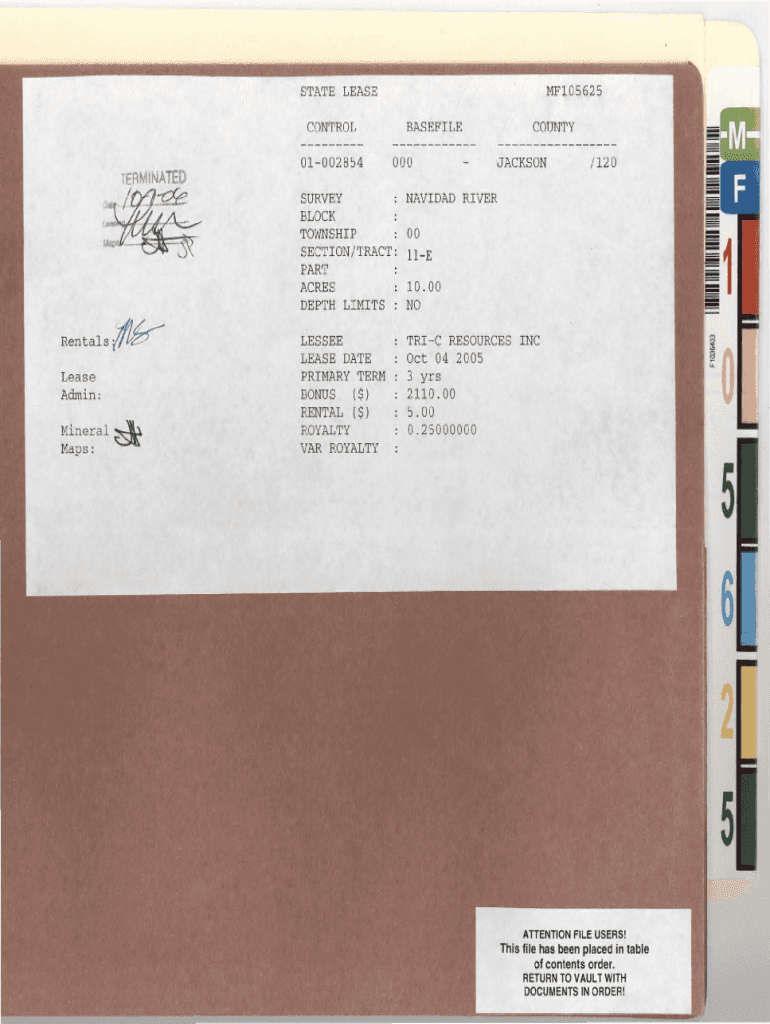 STATE LEASE MF105625
CONTROL BASEFILE COUNTY
--------- ------------- ------------------
01-002854 000 - JACKSON /120
TERMINATED
SURVEY : NAVIDAD RIVER
BLOCK :
TOWNSHIP : 00
SECTION/TRACT: 11-E
PART :
ACRES : 10.00
DEPTH LIMITS : NO
Rentals:
Lease
Admin:
Mineral
Maps:
LESSEE : TRI-C RESOURCES INC
LEASE DATE : Oct 04 2005
PRIMARY TERM : 3 yrs
BONUS ($) : 2110.00
RENTAL ($) : 5.00
ROYALTY : 0.25000000
VAR ROYALTY :
M
F
1
0
5
6
2
5
F1036403
ATTENTION FILE USERS!
This file has been placed in table
of contents order.
RETURN TO VAULT WITH
DOCUMENTS IN ORDER!